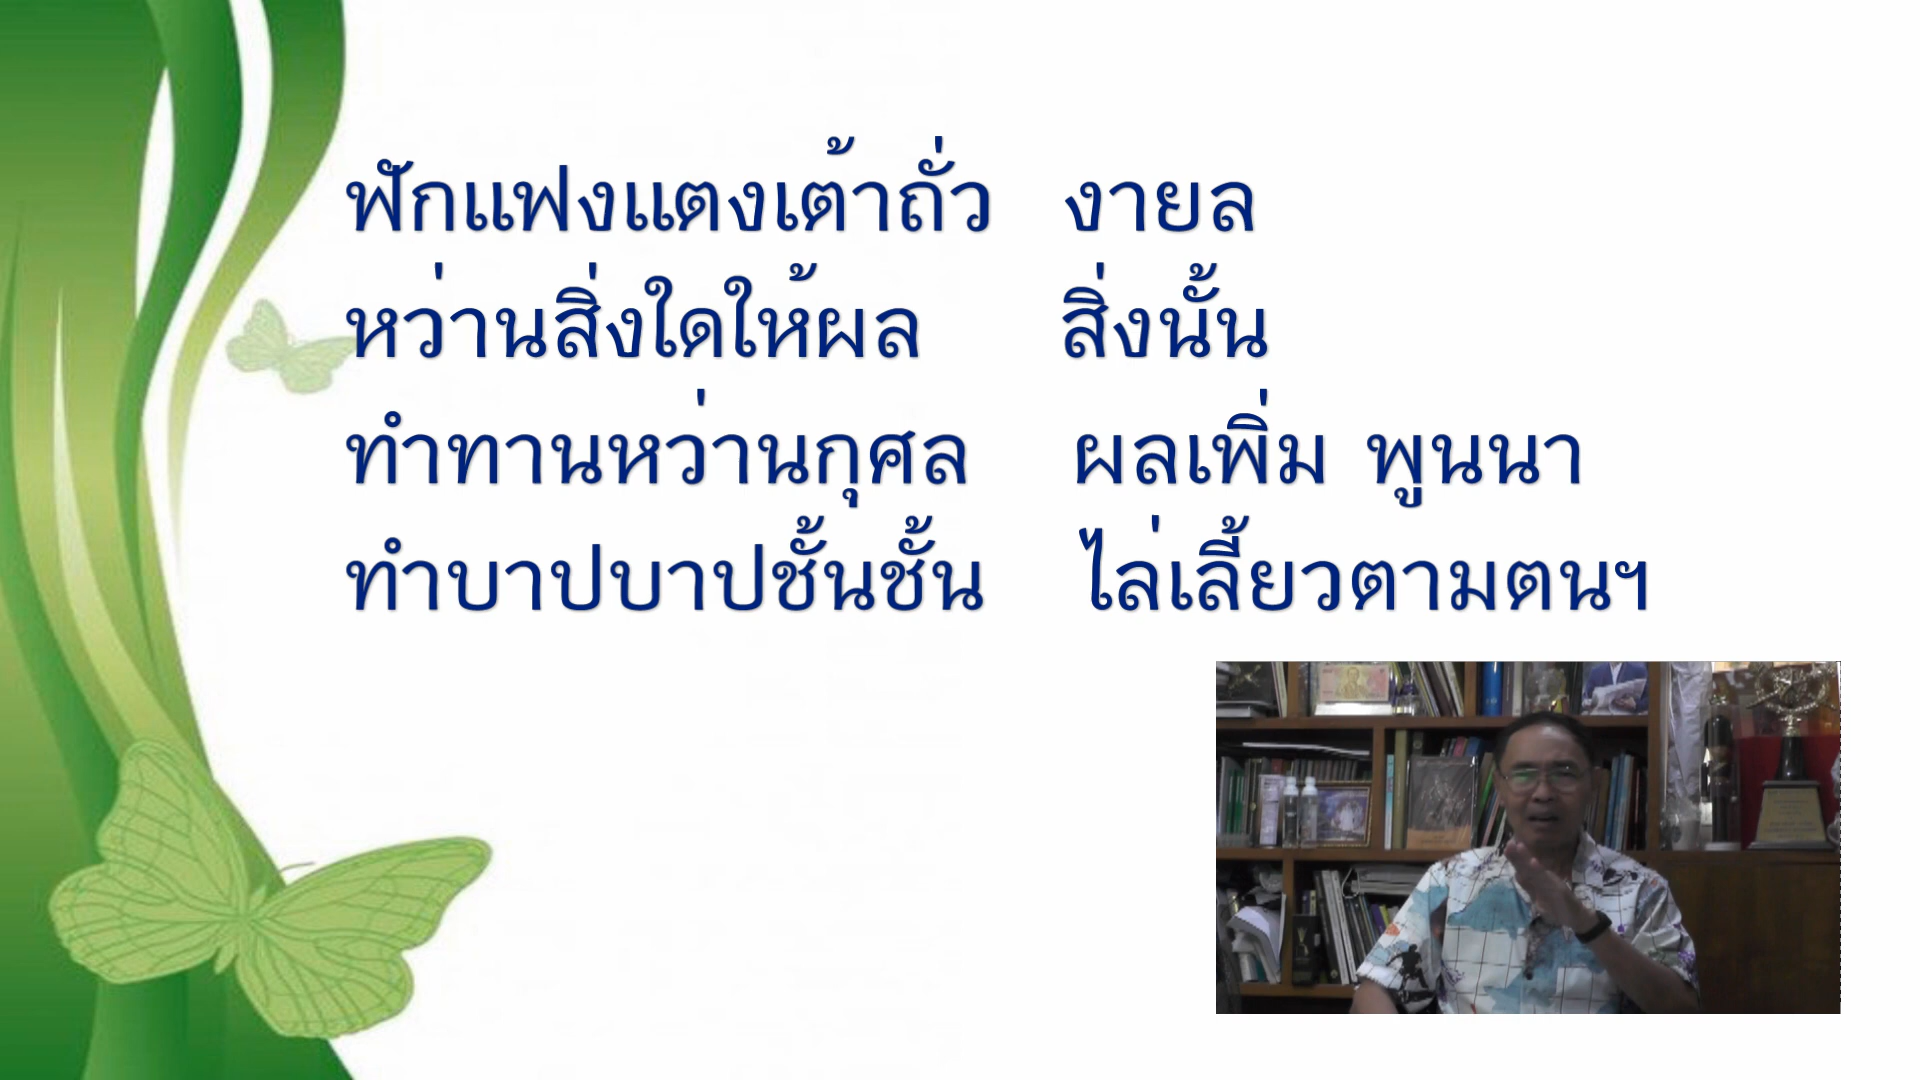 ฟักแฟงแตงเต้าถั่ว งายล
หว่านสิ่งใดให้ผล สิ่งนั้น
ทำทานหว่านกุศล ผลเพิ่ม พูนนา
ทำบาปบาปซั้นซั้น ไล่เลี้ยวตามตนฯ